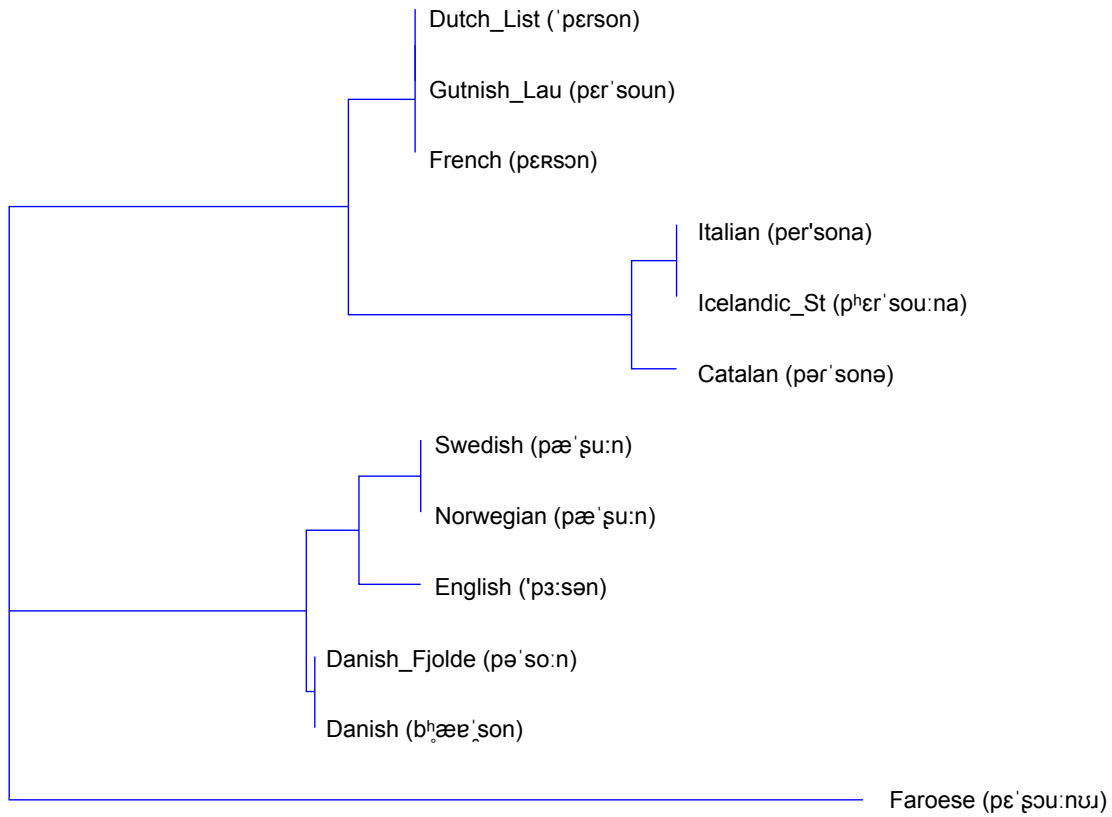 Dutch_List (ˈpɛrson)
Gutnish_Lau (pɛrˈsoun)
French (pɛʀsɔn)
Italian (per'sona)
Icelandic_St (pʰɛrˈsouːna)
Catalan (pərˈsonə)
Swedish (pæˈʂuːn)
Norwegian (pæˈʂuːn)
English ('pɜːsən)
Danish_Fjolde (pəˈsoːn)
Danish (b̥ʰæɐ̯ˈson)
Faroese (pɛˈʂɔuːnʊɹ)